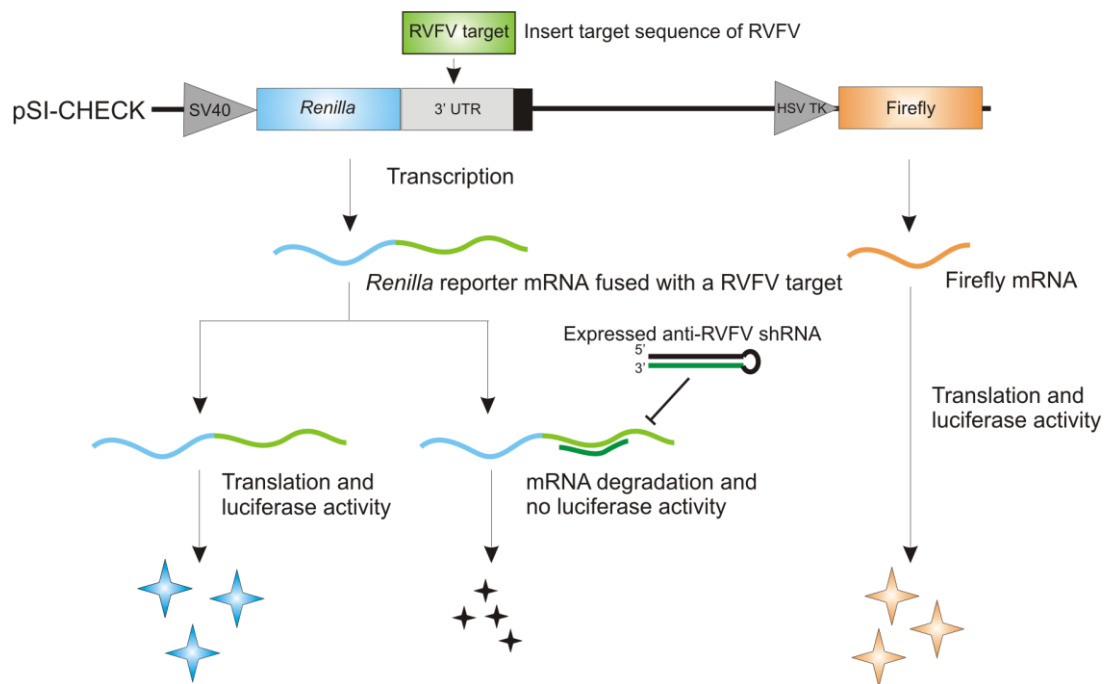 RVFV target
Insert target sequence of RVFV
pSI-CHECK
SV40
Renilla
3' UTR
HSV TK
Firefly
Transcription
Renilla reporter mRNA fused with a RVFV target
Firefly mRNA
Expressed anti-RVFV shRNA
5'
3'
Translation and
luciferase activity
mRNA degradation and
no luciferase activity
Translation and
luciferase activity